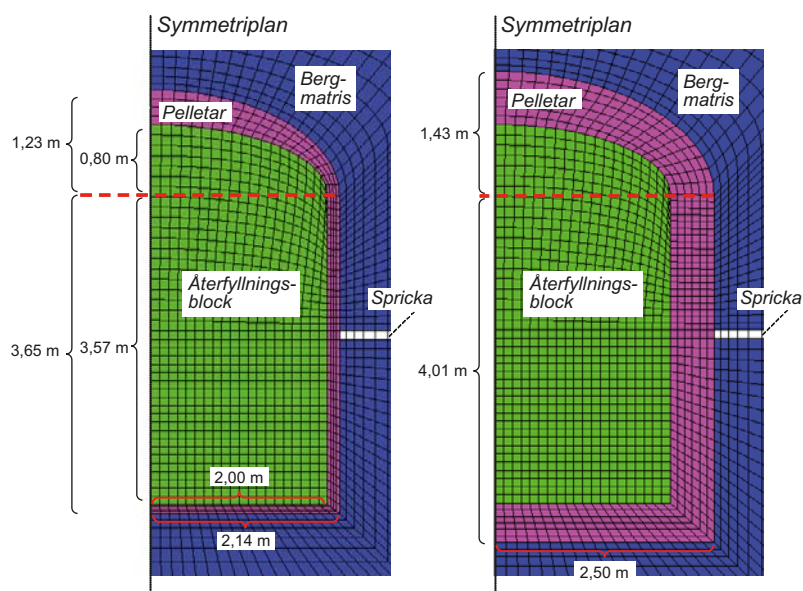 Symmetriplan
Berg-
matris
Pelletar
1,23 m
0,80 m
Återfyllnings-
block
Spricka
3,65 m
3,57 m
2,00 m
2,14 m
Symmetriplan
Berg-
matris
Pelletar
1,43 m
Återfyllnings-
block
Spricka
4,01 m
2,50 m